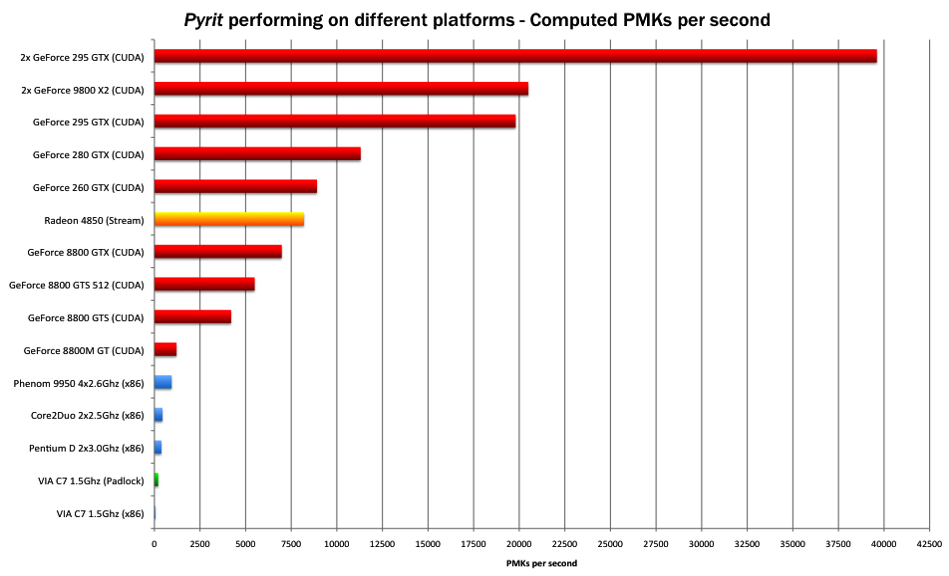 Pyrit performing on different platforms - Computed PMKs per second
2x GeForce 295 GTX (CUDA)
2x GeForce 9800 X2 (CUDA)
GeForce 295 GTX (CUDA)
GeForce 280 GTX (CUDA)
GeForce 260 GTX (CUDA)
Radeon 4850 (Stream)
GeForce 8800 GTX (CUDA)
GeForce 8800 GTS 512 (CUDA)
GeForce 8800 GTS (CUDA)
GeForce 8800M GT (CUDA)
Phenom 9950 4x2.6Ghz (x86)
Core2Duo 2x2.5Ghz (x86)
Pentium D 2x3.0Ghz (x86)
VIA C7 1.5Ghz (Padlock)
VIA C7 1.5Ghz (x86)
0 2500 5000 7500 10000 12500 15000 17500 20000 22500 25000 27500 30000 32500 35000 37500 40000 42500
PMKs per second